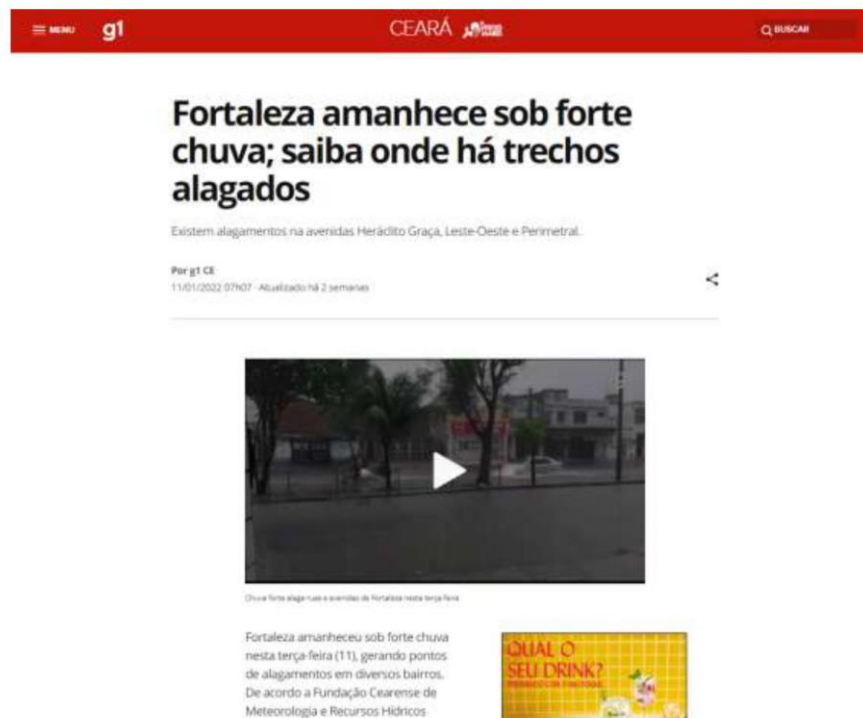 MENU g1 CEARÁ BUSCAR
Fortaleza amanhece sob forte
chuva; saiba onde há trechos
alagados
Existem alagamentos na avenidas Heráclito Graça, Leste-Oeste e Perimetral.
Por g1 CE
11/01/2022 07h07 · Atualizado há 2 semanas
Chuva forte alaga ruas e avenidas de Fortaleza nesta terça-feira
Fortaleza amanheceu sob forte chuva
nesta terça-feira (11), gerando pontos
de alagamentos em diversos bairros.
De acordo a Fundação Cearense de
Meteorologia e Recursos Hídricos
QUAL O
SEU DRINK?